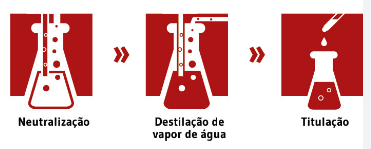 Neutralização
Destilação de
vapor de água
Titulação